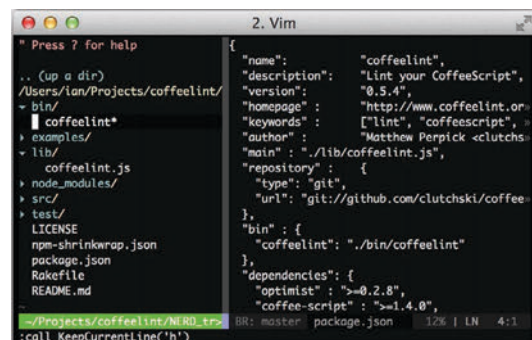 2. Vim
" Press ? for help
.. (up a dir)
/Users/ian/Projects/coffeelint/
▾ bin/
coffeelint*
▸ examples/
▾ lib/
coffeelint.js
▸ node_modules/
▸ src/
▸ test/
LICENSE
npm-shrinkwrap.json
package.json
Rakefile
README.md
~
~/Projects/coffeelint/NERD_tr>
{
"name": "coffeelint",
"description": "Lint your CoffeeScript",
"version": "0.5.4",
"homepage" : "http://www.coffeelint.or»
"keywords" : ["lint", "coffeescript", »
"author" : "Matthew Perpick <clutchs»
"main" : "./lib/coffeelint.js",
"repository" : {
"type": "git",
"url": "git://github.com/clutchski/coffee»
},
"bin" : {
"coffeelint": "./bin/coffeelint"
},
"dependencies": {
"optimist" : ">=0.2.8",
"coffee-script" : ">=1.4.0",
BR: master package.json 12% | LN 4:1
:call KeepCurrentLine('h')